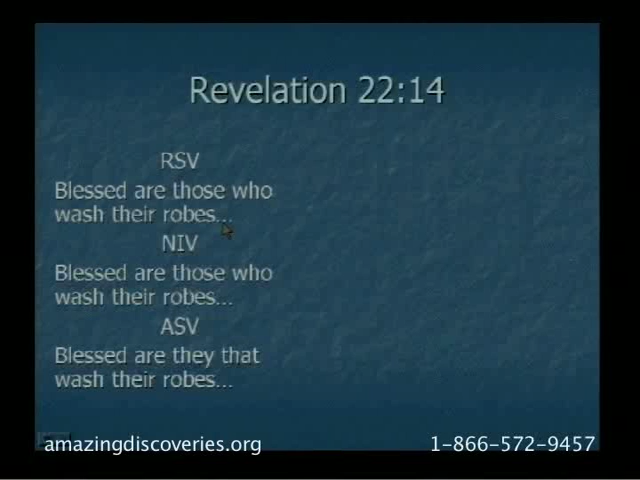 Revelation 22:14
RSV
Blessed are those who
wash their robes...
NIV
Blessed are those who
wash their robes...
ASV
Blessed are they that
wash their robes...
amazingdiscoveries.org
1-866-572-9457